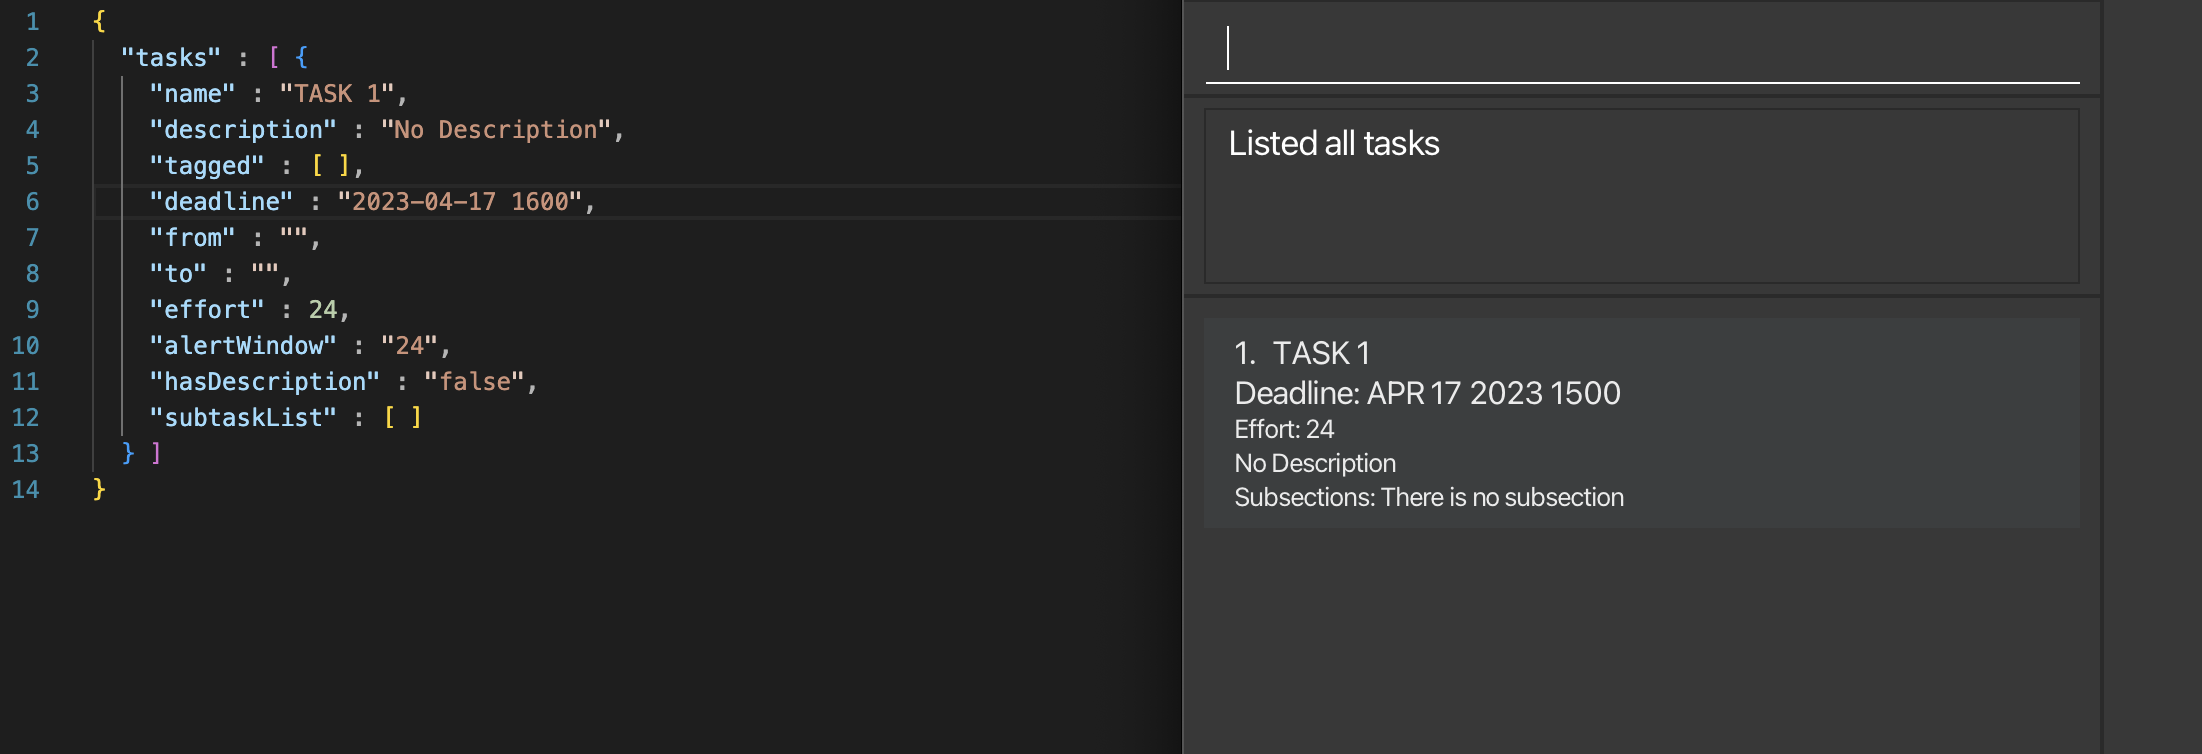 1 {
2 "tasks" : [ {
3 "name" : "TASK 1",
4 "description" : "No Description",
5 "tagged" : [ ],
6 "deadline" : "2023-04-17 1600",
7 "from" : "",
8 "to" : "",
9 "effort" : 24,
10 "alertWindow" : "24",
11 "hasDescription" : "false",
12 "subtaskList" : [ ]
13 } ]
14 }
Listed all tasks
1. TASK 1
Deadline: APR 17 2023 1500
Effort: 24
No Description
Subsections: There is no subsection